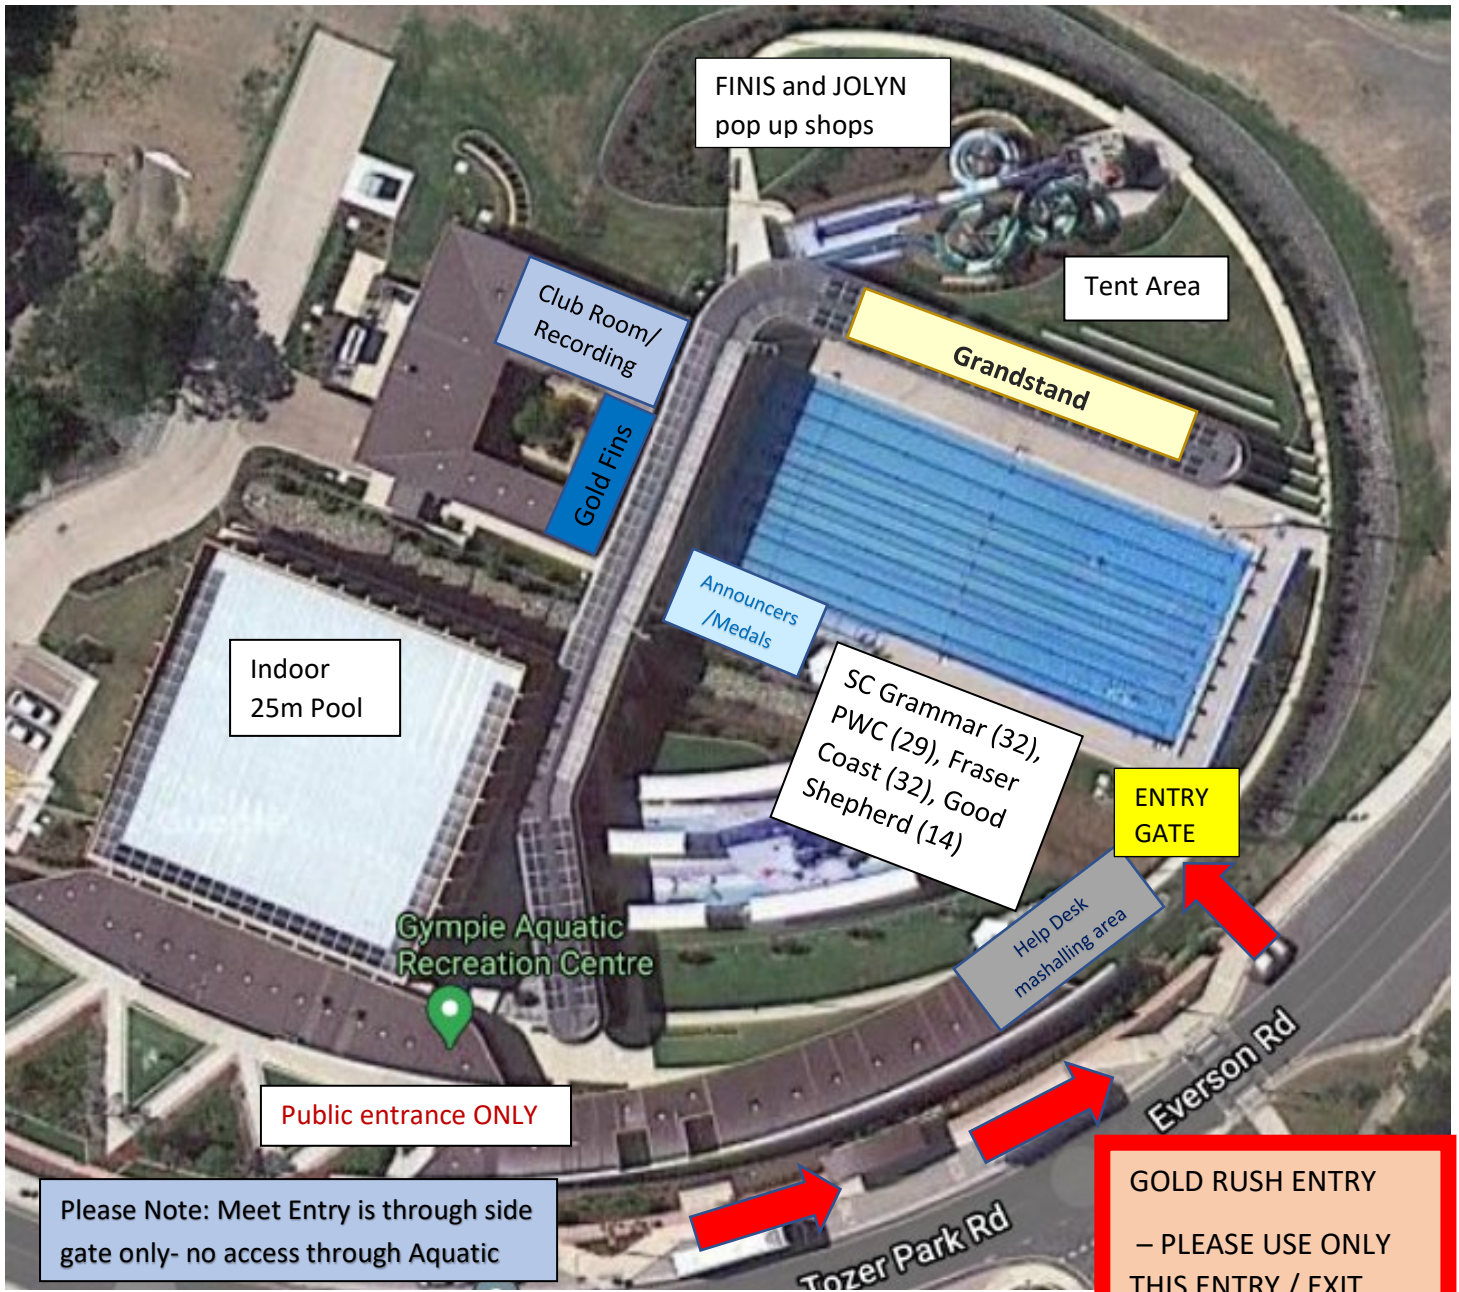 FINIS and JOLYN
pop up shops
Tent Area
Club Room/
Recording
Grandstand
Gold Fins
Announcers
/Medals
Indoor
25m Pool
SC Grammar (32),
PWC (29), Fraser
Coast (32), Good
Shepherd (14)
ENTRY
GATE
Help Desk
mashalling area
Gympie Aquatic
Recreation Centre
Everson Rd
Public entrance ONLY
GOLD RUSH ENTRY
– PLEASE USE ONLY
THIS ENTRY / EXIT
Please Note: Meet Entry is through side
gate only- no access through Aquatic
Tozer Park Rd